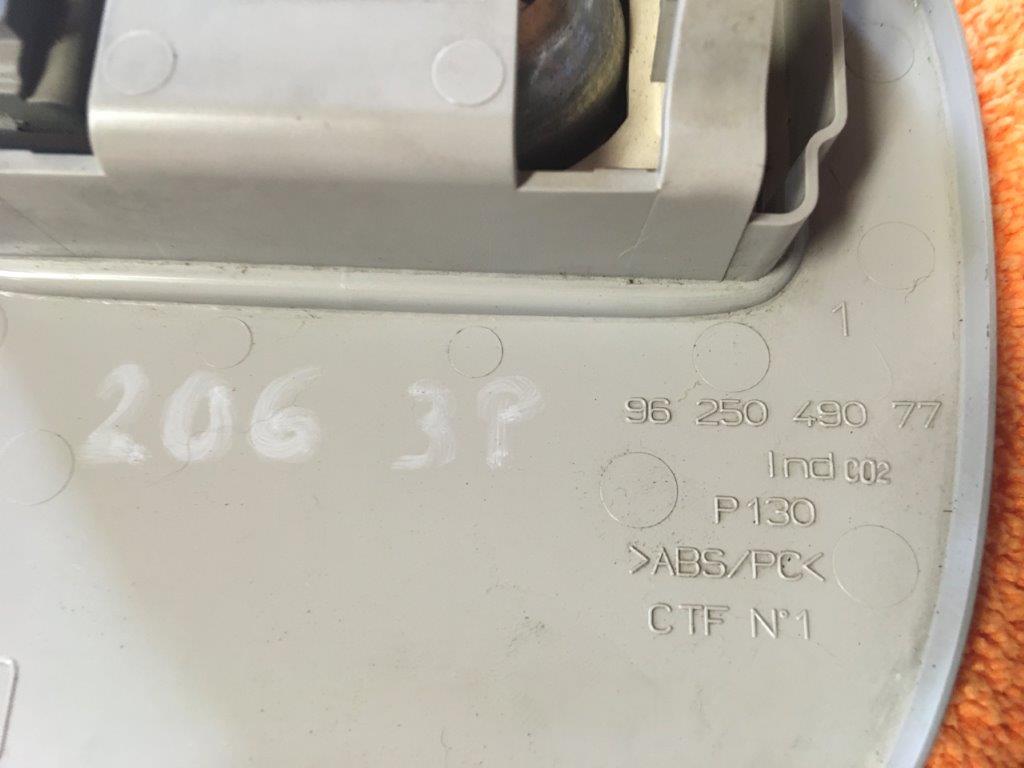 1
206 3P
96 250 490 77
Ind C02
P130
>ABS/PC<
CTF N°1